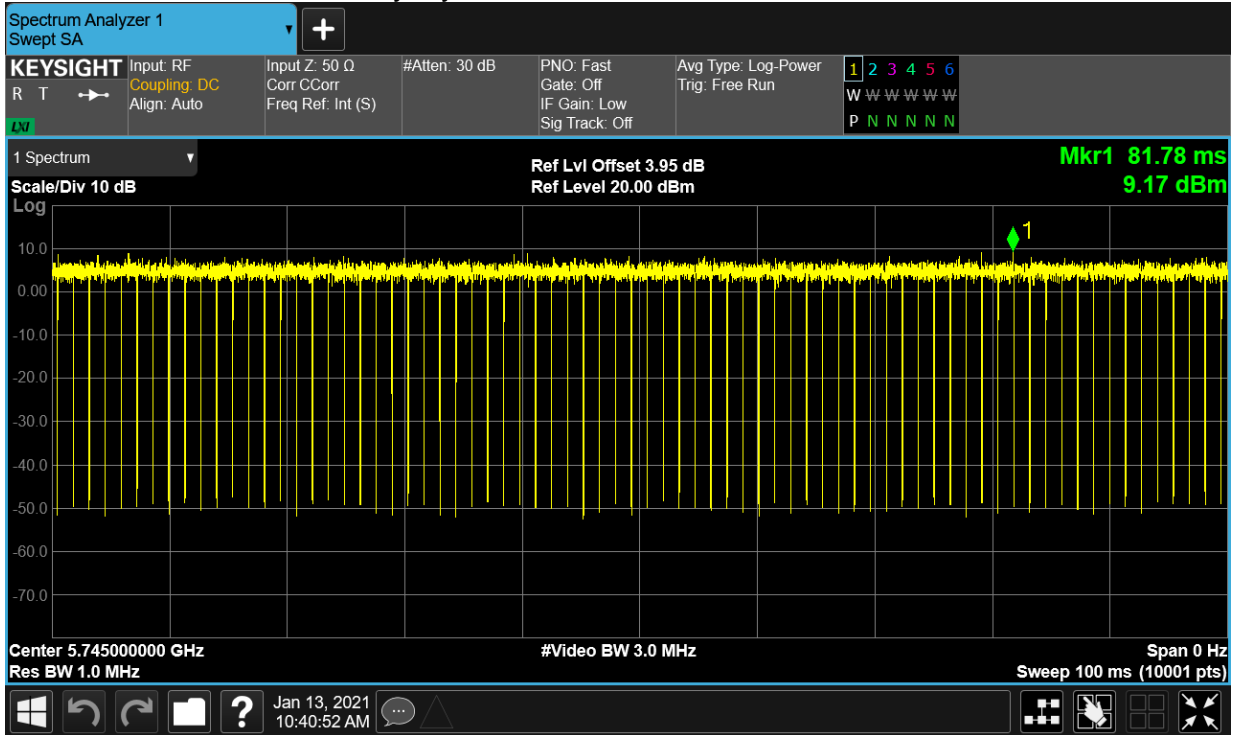 Spectrum Analyzer 1
Swept SA
KEYSIGHT Input: RF Input Z: 50 Ω #Atten: 30 dB PNO: Fast Avg Type: Log-Power 1 2 3 4 5 6
R T Coupling: DC Corr CCorr Gate: Off Trig: Free Run W W W W W W
Align: Auto Freq Ref: Int (S) IF Gain: Low
LXI Sig Track: Off P N N N N N
1 Spectrum Ref Lvl Offset 3.95 dB Mkr1 81.78 ms
Scale/Div 10 dB Ref Level 20.00 dBm 9.17 dBm
Log
1
10.0
0.00
-10.0
-20.0
-30.0
-40.0
-50.0
-60.0
-70.0
Center 5.745000000 GHz #Video BW 3.0 MHz Span 0 Hz
Res BW 1.0 MHz Sweep 100 ms (10001 pts)
? Jan 13, 2021
10:40:52 AM